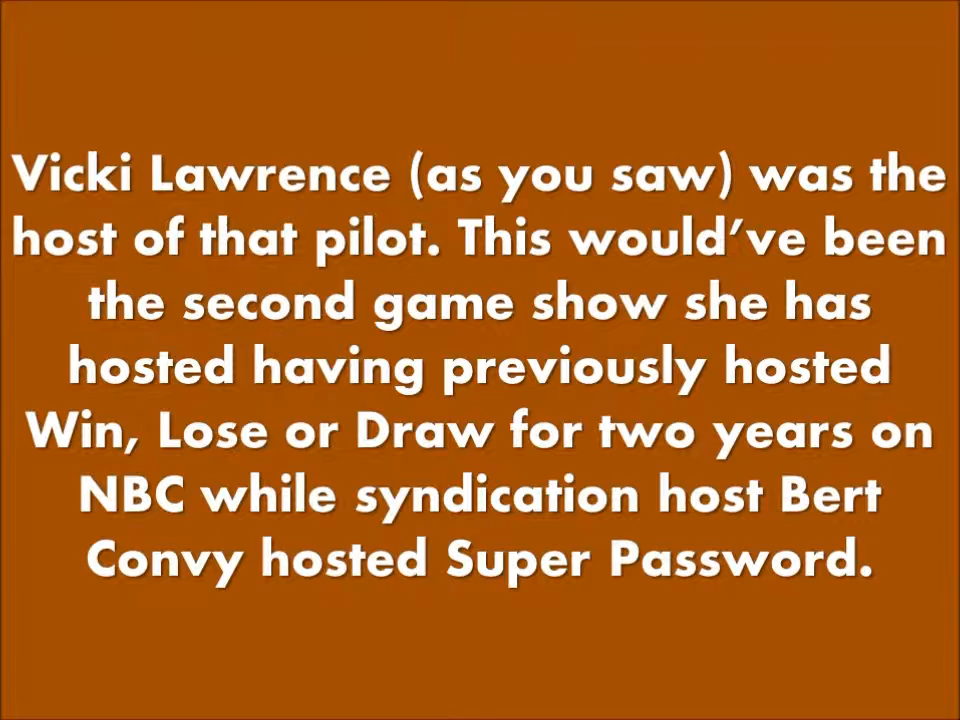 Vicki Lawrence (as you saw) was the
host of that pilot. This would’ve been
the second game show she has
hosted having previously hosted
Win, Lose or Draw for two years on
NBC while syndication host Bert
Convy hosted Super Password.